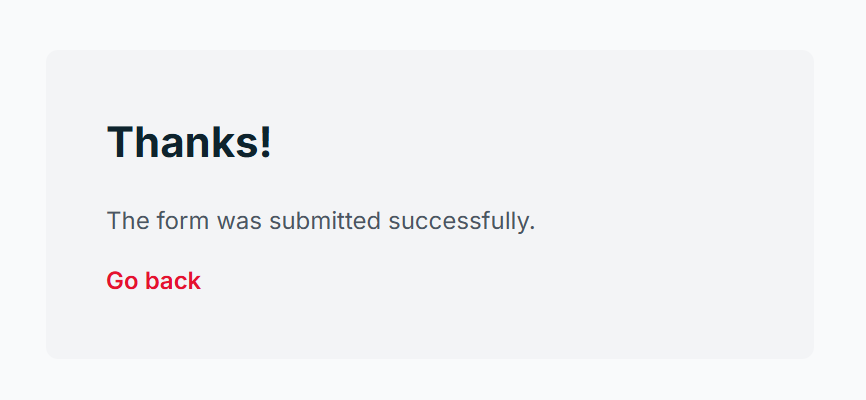 Thanks!
The form was submitted successfully.
Go back